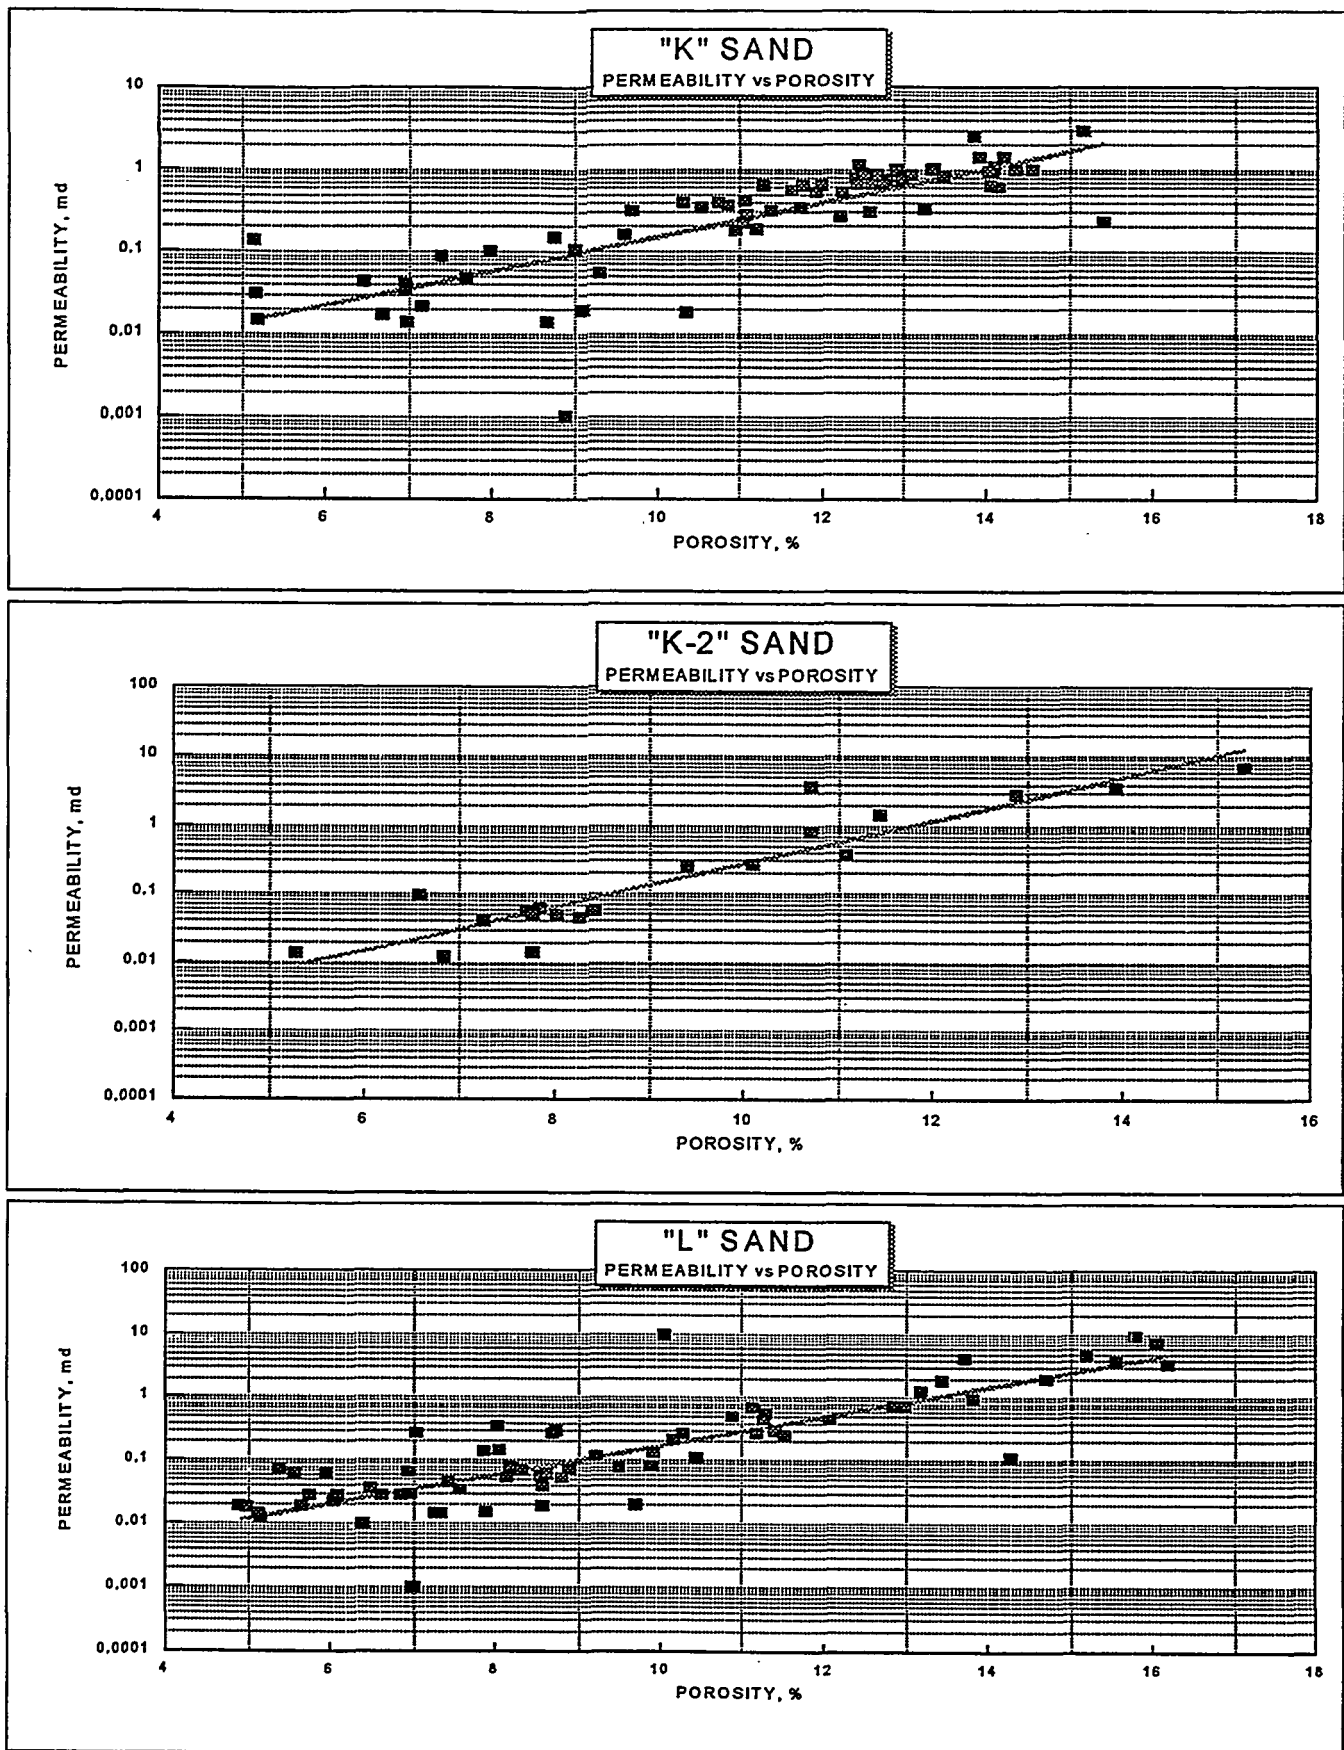 "K" SAND
PERMEABILITY vs POROSITY
10
1
0.1
0.01
0,001
0,0001
PERMEABILITY, md
4 6 8 10 12 14 16 18
POROSITY, %
"K-2" SAND
PERMEABILITY vs POROSITY
100
10
1
0.1
0.01
0,001
0,0001
PERMEABILITY, md
4 6 8 10 12 14 16
POROSITY, %
"L" SAND
PERMEABILITY vs POROSITY
100
10
1
0.1
0.01
0,001
0,0001
PERMEABILITY, md
4 6 8 10 12 14 16 18
POROSITY, %